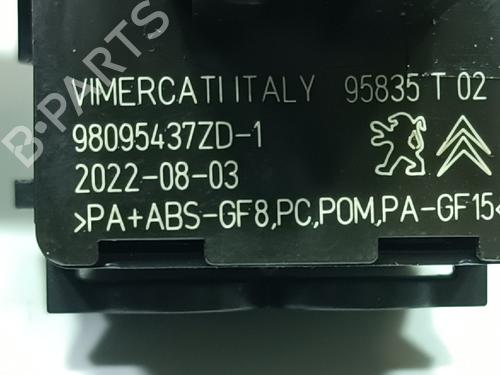 VIMERCATI ITALY 95835 T 02
98095437ZD-1
2022-08-03
>PA+ABS-GF8,PC,POM,PA-GF15<
B-PARTS